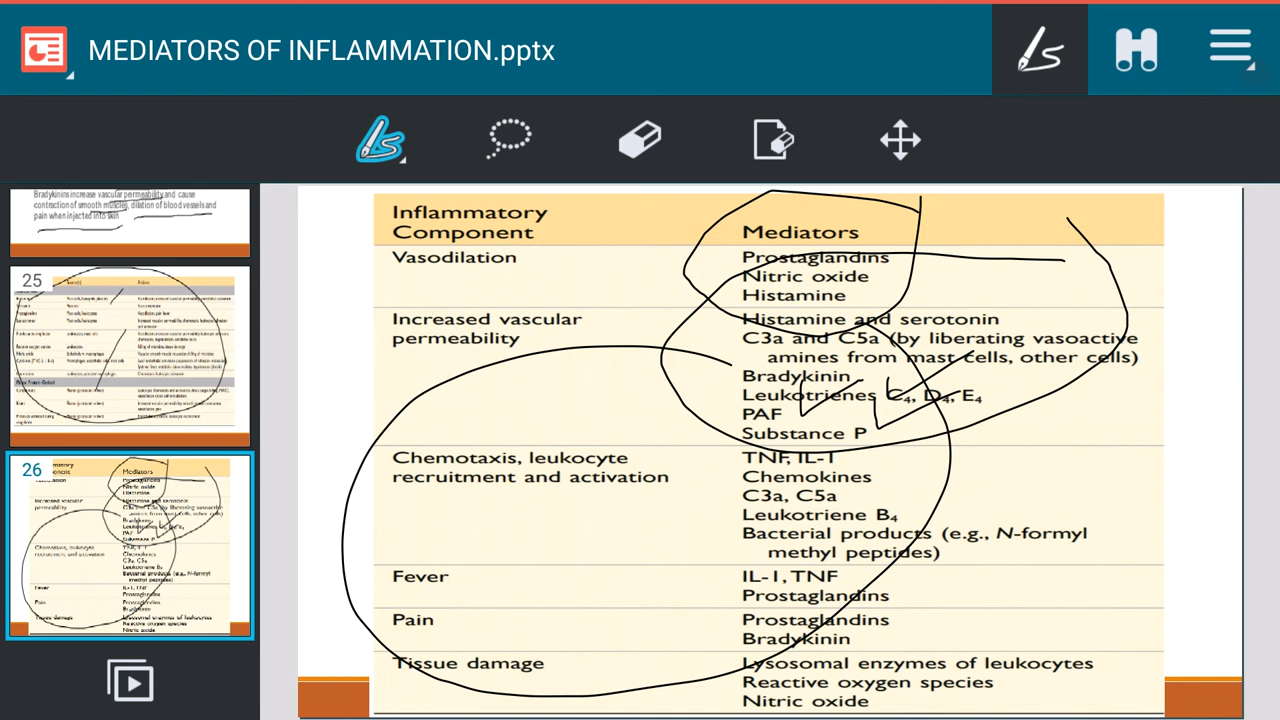 MEDIATORS OF INFLAMMATION.pptx
Bradykinins increase vascular permeability and cause
contraction of smooth muscles, dilation of blood vessels and
pain when injected into skin
25
26
Inflammatory Component Mediators
Vasodilation Prostaglandins
Nitric oxide
Histamine
Increased vascular permeability Histamine and serotonin
C3a and C5a (by liberating vasoactive
amines from mast cells, other cells)
Bradykinin
Leukotrienes C4, D4, E4
PAF
Substance P
Chemotaxis, leukocyte recruitment and activation TNF, IL-1
Chemokines
C3a, C5a
Leukotriene B4
Bacterial products (e.g., N-formyl
methyl peptides)
Fever IL-1, TNF
Prostaglandins
Pain Prostaglandins
Bradykinin
Tissue damage Lysosomal enzymes of leukocytes
Reactive oxygen species
Nitric oxide